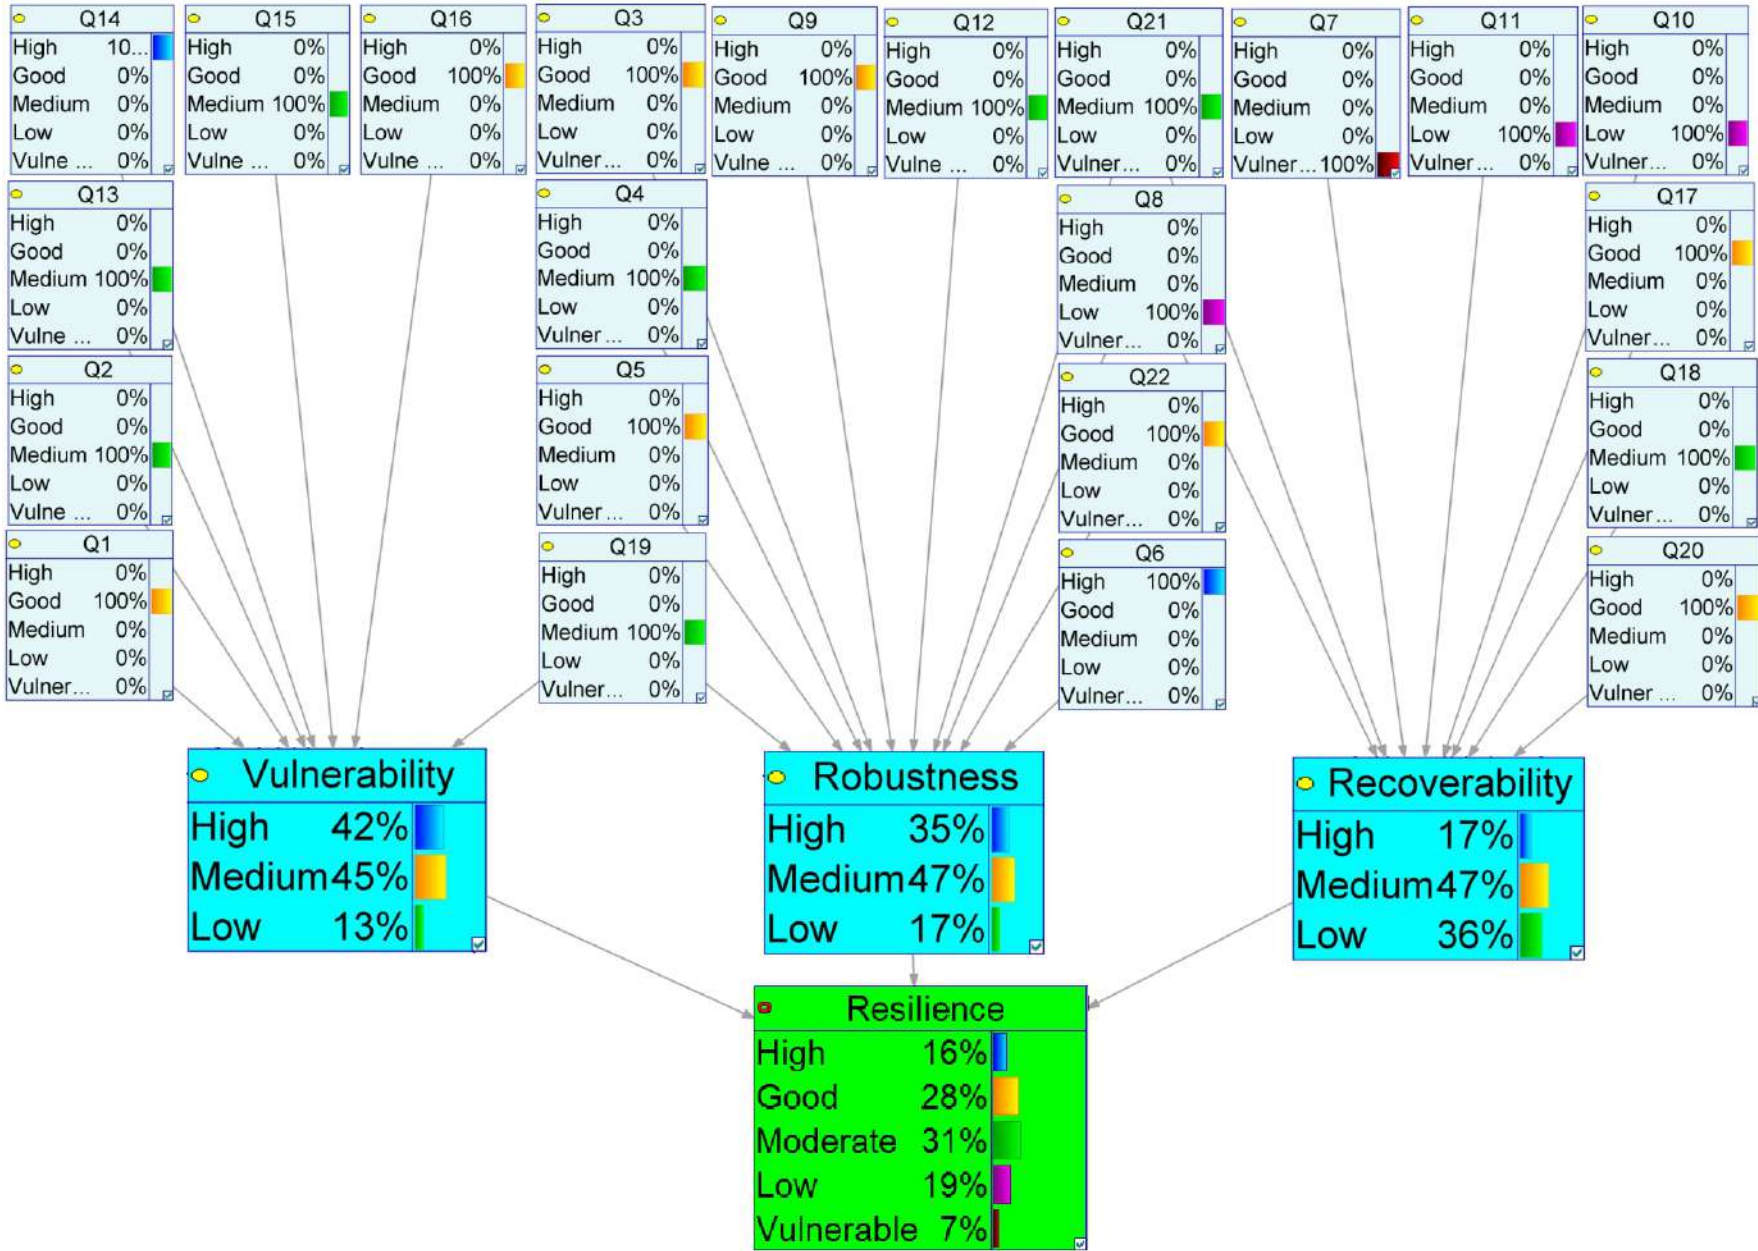 Q14
High 10...
Good 0%
Medium 0%
Low 0%
Vulne ... 0%
Q15
High 0%
Good 0%
Medium 100%
Low 0%
Vulne ... 0%
Q16
High 0%
Good 100%
Medium 0%
Low 0%
Vulne ... 0%
Q3
High 0%
Good 100%
Medium 0%
Low 0%
Vulner... 0%
Q9
High 0%
Good 100%
Medium 0%
Low 0%
Vulne ... 0%
Q12
High 0%
Good 0%
Medium 100%
Low 0%
Vulne ... 0%
Q21
High 0%
Good 0%
Medium 100%
Low 0%
Vulner... 0%
Q7
High 0%
Good 0%
Medium 0%
Low 0%
Vulner... 100%
Q11
High 0%
Good 0%
Medium 0%
Low 100%
Vulner... 0%
Q10
High 0%
Good 0%
Medium 0%
Low 100%
Vulner... 0%
Q13
High 0%
Good 0%
Medium 100%
Low 0%
Vulne ... 0%
Q4
High 0%
Good 0%
Medium 100%
Low 0%
Vulner... 0%
Q8
High 0%
Good 0%
Medium 0%
Low 100%
Vulner... 0%
Q17
High 0%
Good 100%
Medium 0%
Low 0%
Vulner... 0%
Q2
High 0%
Good 0%
Medium 100%
Low 0%
Vulne ... 0%
Q5
High 0%
Good 100%
Medium 0%
Low 0%
Vulner... 0%
Q22
High 0%
Good 100%
Medium 0%
Low 0%
Vulner... 0%
Q18
High 0%
Good 0%
Medium 100%
Low 0%
Vulner... 0%
Q1
High 0%
Good 100%
Medium 0%
Low 0%
Vulner... 0%
Q19
High 0%
Good 0%
Medium 100%
Low 0%
Vulner... 0%
Q6
High 100%
Good 0%
Medium 0%
Low 0%
Vulner... 0%
Q20
High 0%
Good 100%
Medium 0%
Low 0%
Vulner ... 0%
Vulnerability
High 42%
Medium 45%
Low 13%
Robustness
High 35%
Medium 47%
Low 17%
Recoverability
High 17%
Medium 47%
Low 36%
Resilience
High 16%
Good 28%
Moderate 31%
Low 19%
Vulnerable 7%